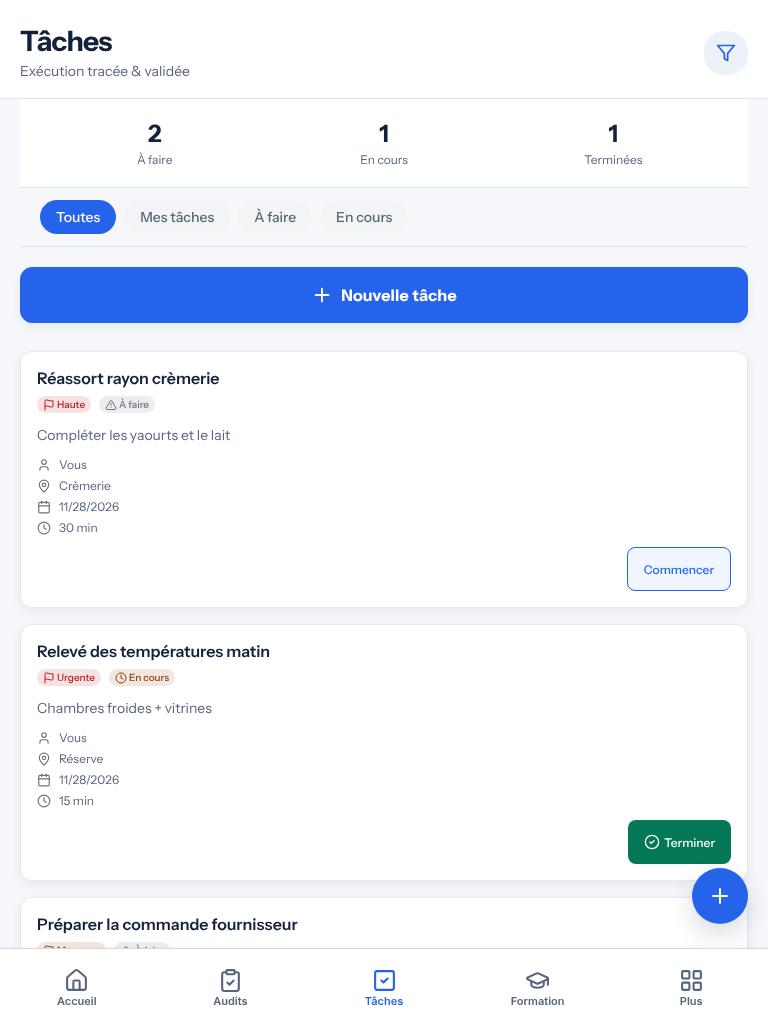 Tâches
Exécution tracée & validée
2
À faire
1
En cours
1
Terminées
Toutes
Mes tâches
À faire
En cours
Nouvelle tâche
Réassort rayon crèmerie
Haute
À faire
Compléter les yaourts et le lait
Vous
Crèmerie
11/28/2026
30 min
Commencer
Relevé des températures matin
Urgente
En cours
Chambres froides + vitrines
Vous
Réserve
11/28/2026
15 min
Terminer
Préparer la commande fournisseur
Accueil
Audits
Tâches
Formation
Plus